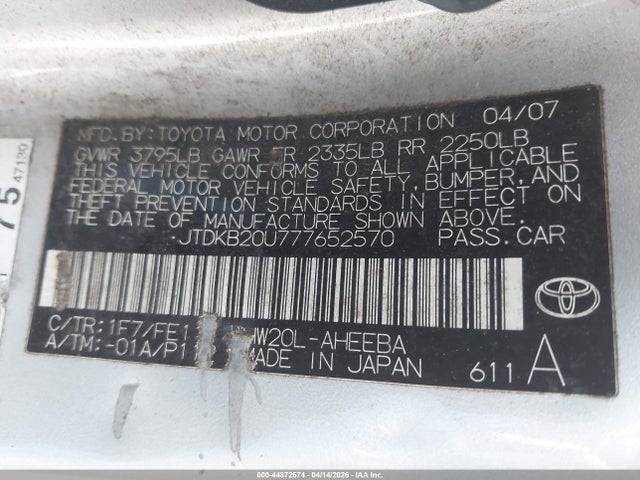 MFD. BY: TOYOTA MOTOR CORPORATION 04/07
GVWR 3795LB GAWR FR 2335LB RR 2250LB
THIS VEHICLE CONFORMS TO ALL APPLICABLE
FEDERAL MOTOR VEHICLE SAFETY, BUMPER, AND
THEFT PREVENTION STANDARDS IN EFFECT ON
THE DATE OF MANUFACTURE SHOWN ABOVE.
JTDKB20U777652570 PASS. CAR
C/TR: 1F7/FE1 W20L-AHEEBA
A/TM: -01A/P1 MADE IN JAPAN
611 A
75
47130
000-44872574 04/14/2026 IAA Inc.